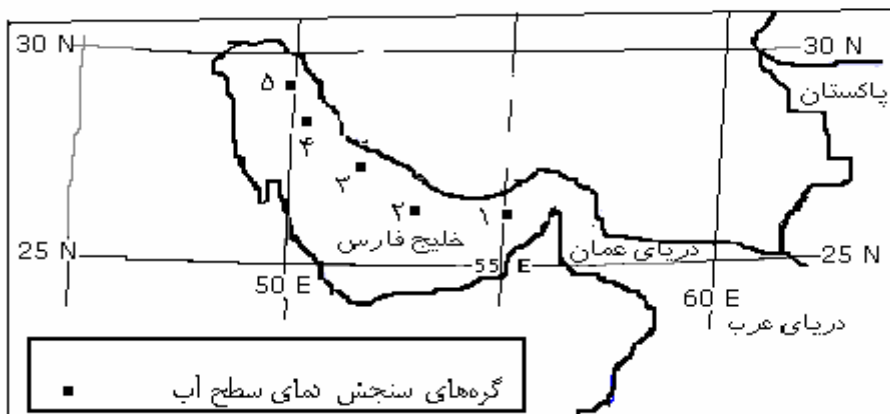 30 N
30 N
پاکستان
۵
۴
۳
۲
۱
خلیج فارس
دریای عمان
25 N
25 N
50 E
55 E
60 E
دریای عرب
گره‌های سنجش دمای سطح آب